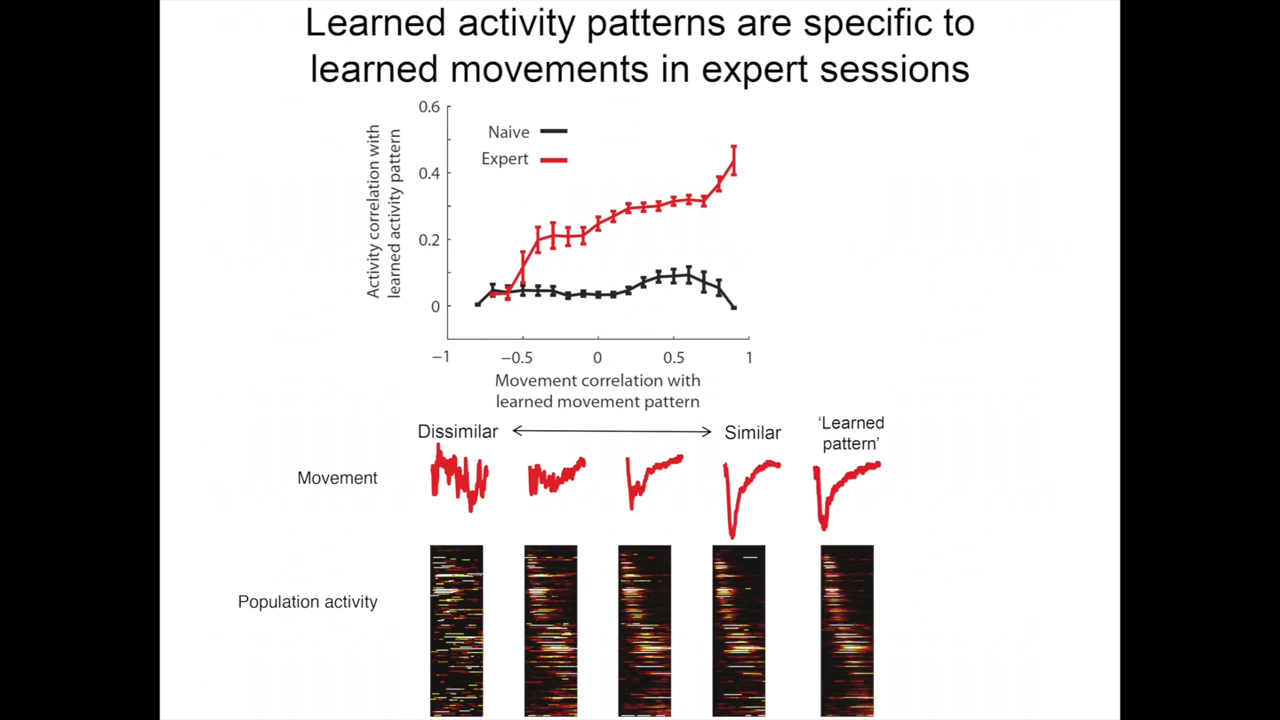 Learned activity patterns are specific to
learned movements in expert sessions
Activity correlation with
learned activity pattern
0.6
0.4
0.2
0
Naive
Expert
−1
−0.5
0
0.5
1
Movement correlation with
learned movement pattern
Dissimilar
Similar
‘Learned
pattern’
Movement
Population activity